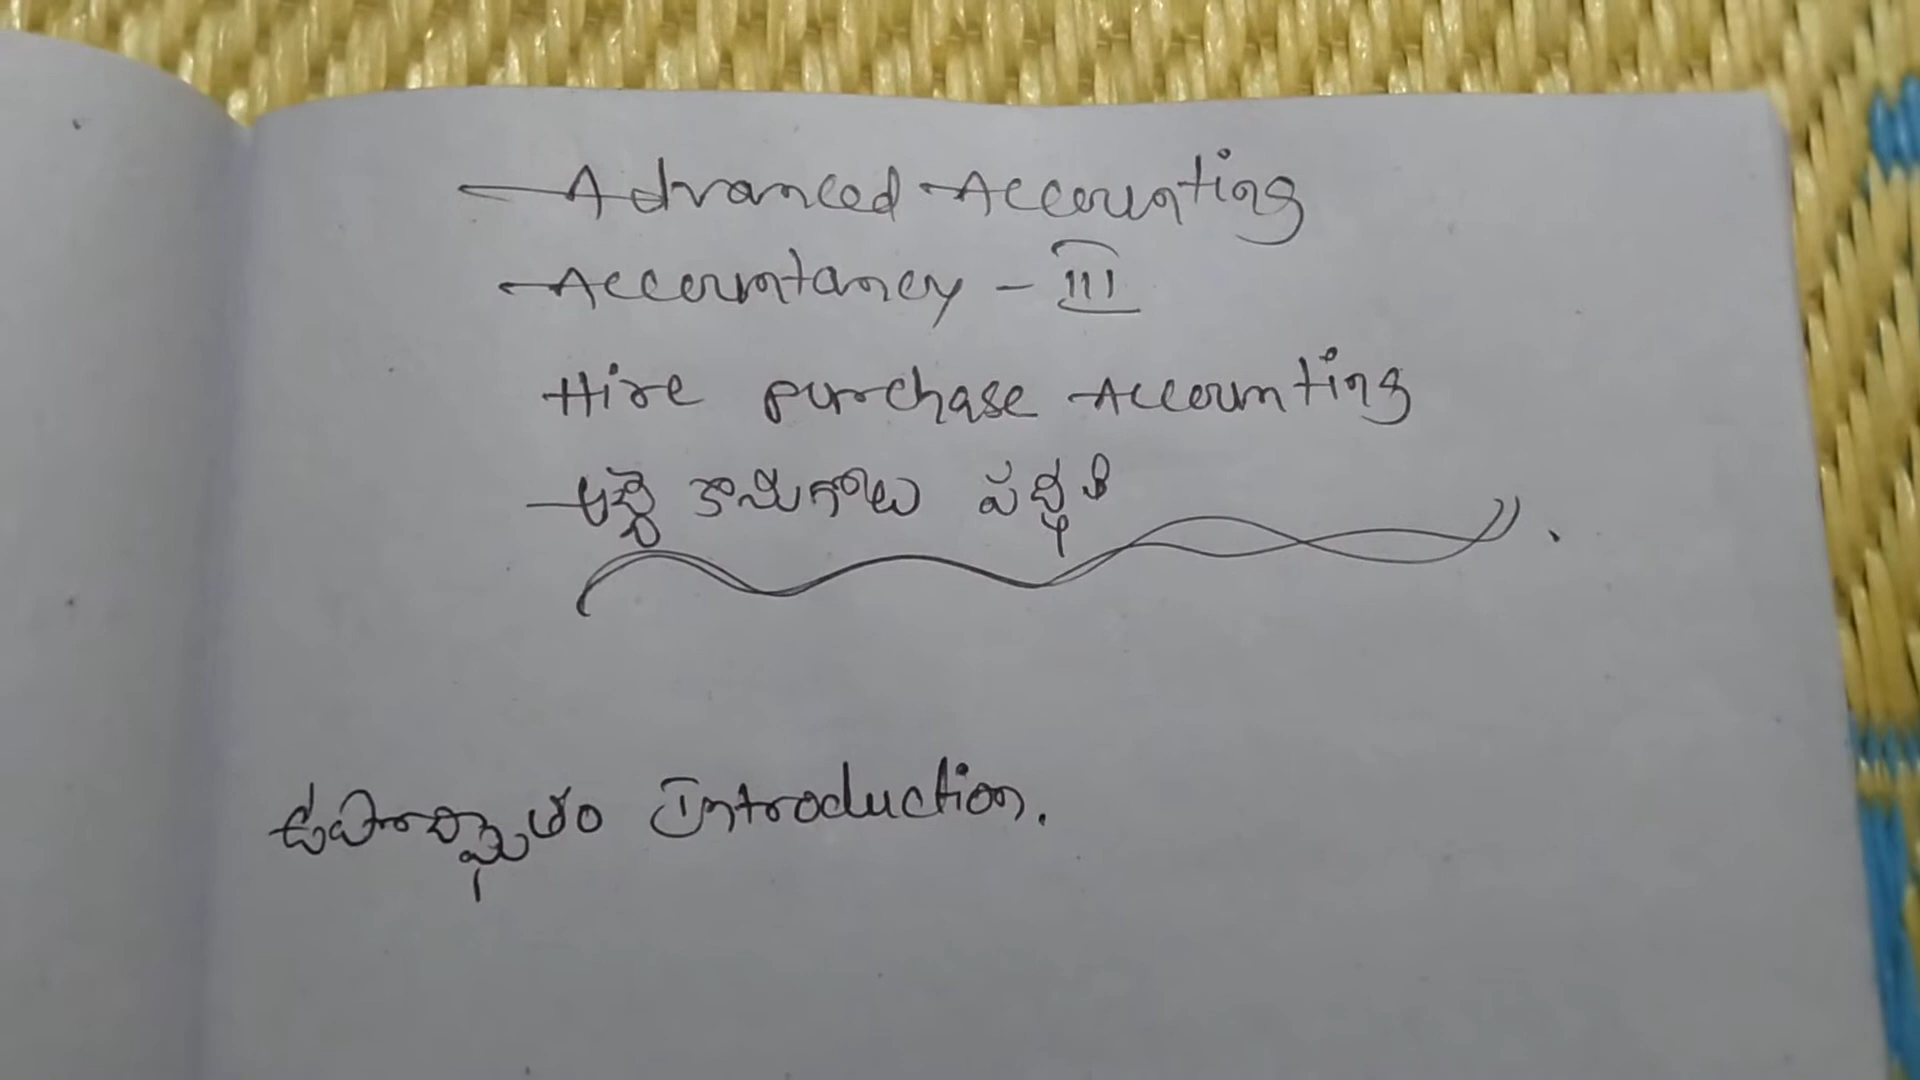 Advanced Accounting
Accountancy - III
Hire purchase Accounting
అద్దె కొనుగోలు పద్ధతి
ఉపోద్ఘాతం Introduction.